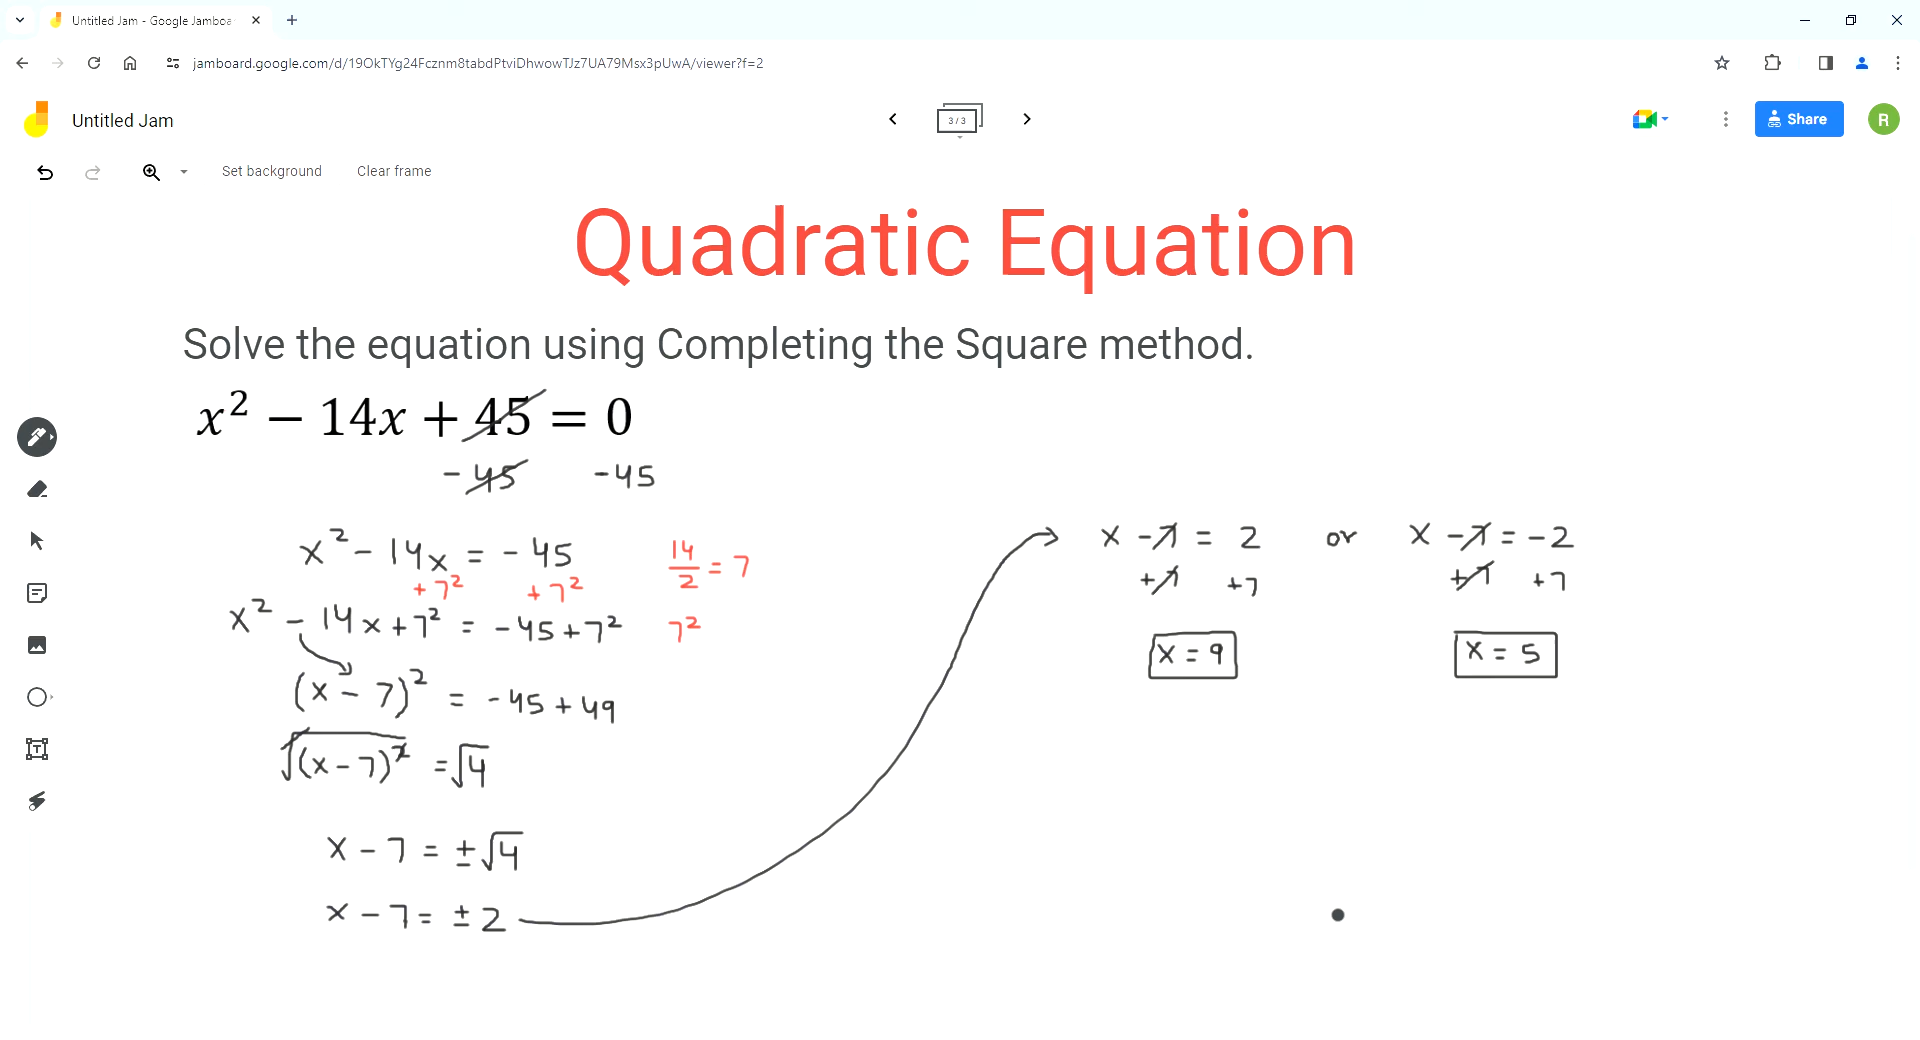 Untitled Jam - Google Jamboa
jamboard.google.com/d/19OkTYg24Fcznm8tabdPtviDhwowTJz7UA79Msx3pUwA/viewer?f=2
Untitled Jam
3 / 3
Share
R
Set background
Clear frame
Quadratic Equation
Solve the equation using Completing the Square method.
x² − 14x + 45 = 0
- 45 -45
x² - 14x = - 45
+ 7² + 7²
14/2 = 7
x² - 14x + 7² = - 45 + 7²
7²
(x - 7)² = - 45 + 49
√(x - 7)² = √4
x - 7 = ± √4
x - 7 = ± 2
x - 7 = 2 or x - 7 = - 2
+7 +7 +7 +7
x = 9 x = 5